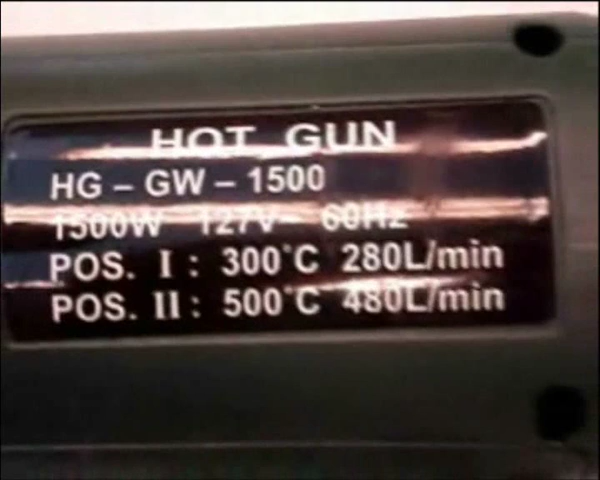 HOT GUN
HG - GW - 1500
1500W 127V~ 60Hz
POS. I : 300°C 280L/min
POS. II : 500°C 480L/min